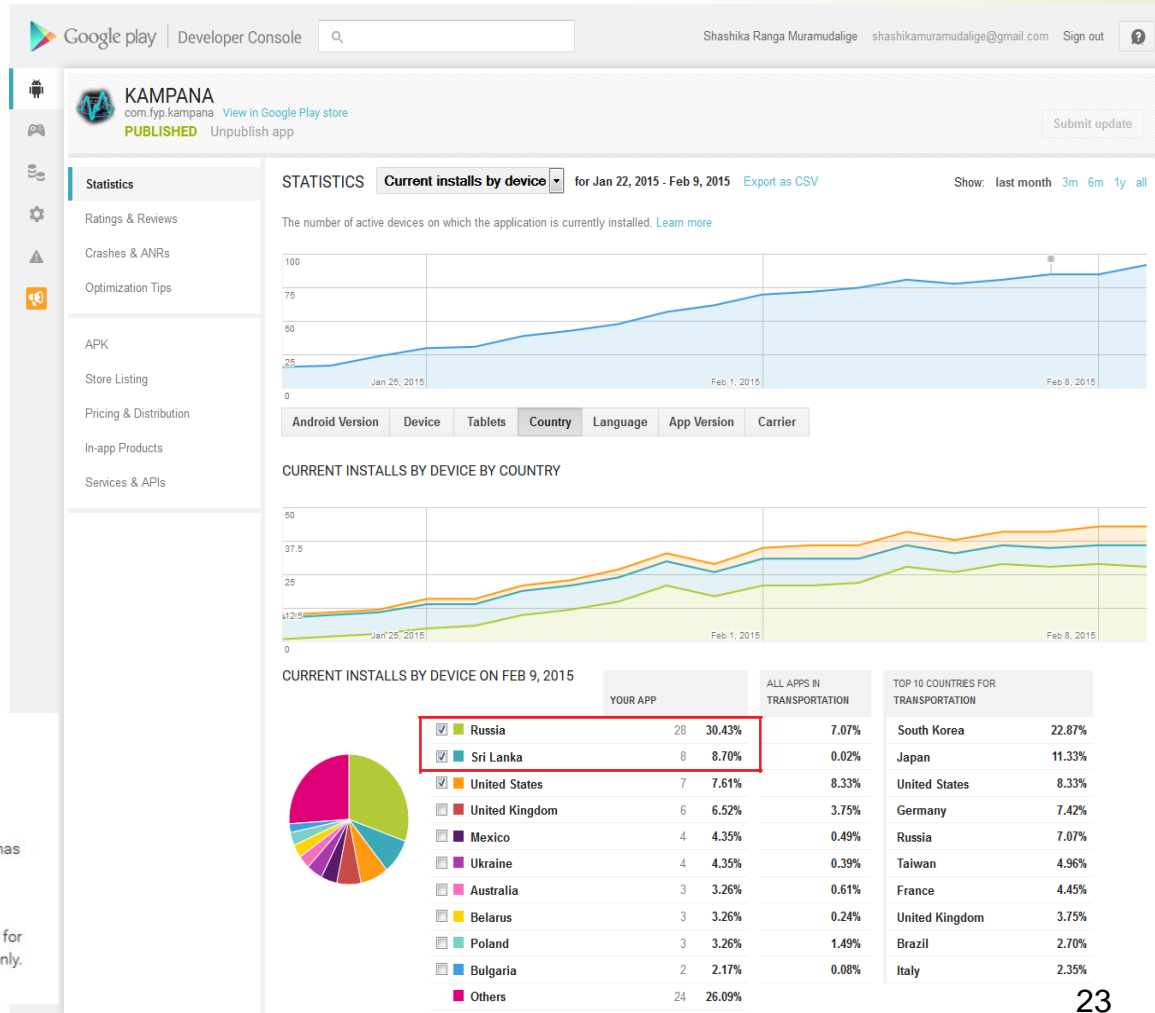 Google play Developer Console Shashika Ranga Muramudalige shashikamuramudalige@gmail.com Sign out
KAMPANA
com.fyp.kampana View in Google Play store
PUBLISHED Unpublish app
Submit update
Statistics
Ratings & Reviews
Crashes & ANRs
Optimization Tips
APK
Store Listing
Pricing & Distribution
In-app Products
Services & APIs
STATISTICS Current installs by device for Jan 22, 2015 - Feb 9, 2015 Export as CSV Show: last month 3m 6m 1y all
The number of active devices on which the application is currently installed. Learn more
100
75
50
25
0
Jan 25, 2015 Feb 1, 2015 Feb 8, 2015
Android Version Device Tablets Country Language App Version Carrier
CURRENT INSTALLS BY DEVICE BY COUNTRY
50
37.5
25
12.5
0
Jan 25, 2015 Feb 1, 2015 Feb 8, 2015
CURRENT INSTALLS BY DEVICE ON FEB 9, 2015
YOUR APP
ALL APPS IN
TRANSPORTATION
TOP 10 COUNTRIES FOR
TRANSPORTATION
Russia 28 30.43% 7.07% South Korea 22.87%
Sri Lanka 8 8.70% 0.02% Japan 11.33%
United States 7 7.61% 8.33% United States 8.33%
United Kingdom 6 6.52% 3.75% Germany 7.42%
Mexico 4 4.35% 0.49% Russia 7.07%
Ukraine 4 4.35% 0.39% Taiwan 4.96%
Australia 3 3.26% 0.61% France 4.45%
Belarus 3 3.26% 0.24% United Kingdom 3.75%
Poland 3 3.26% 1.49% Brazil 2.70%
Bulgaria 2 2.17% 0.08% Italy 2.35%
Others 24 26.09%
for
23